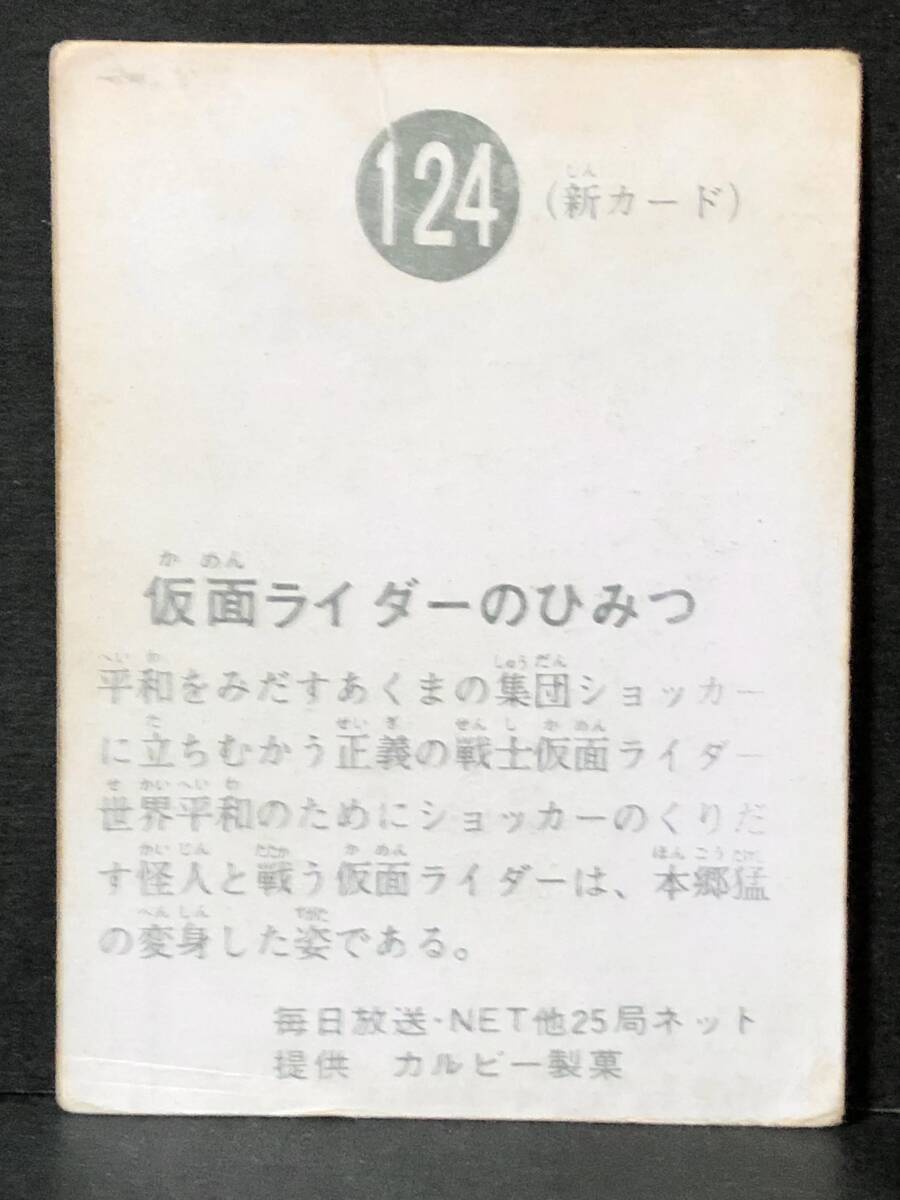 124
(新カード)
仮面ライダーのひみつ
平和をみだすあくまの集団ショッカー
に立ちむかう正義の戦士仮面ライダー
世界平和のためにショッカーのくりだ
す怪人と戦う仮面ライダーは、本郷猛
の変身した姿である。
毎日放送・NET他25局ネット
提供　カルビー製菓